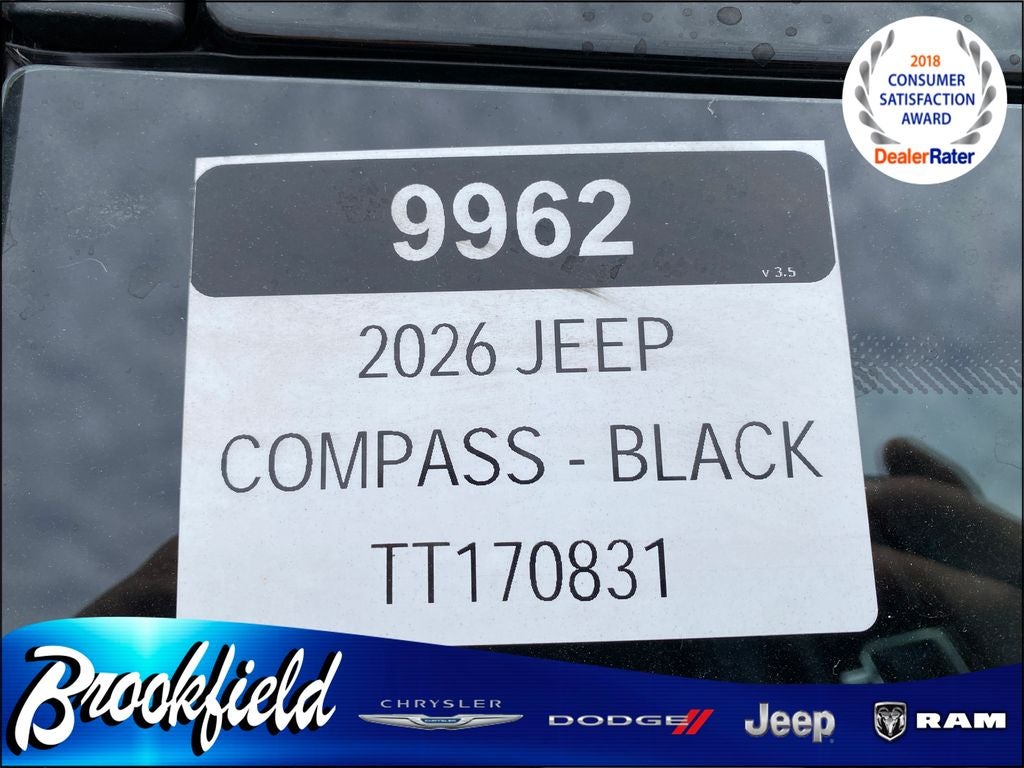 2018
CONSUMER
SATISFACTION
AWARD
DealerRater
9962
v 3.5
2026 JEEP
COMPASS - BLACK
TT170831
Brookfield
CHRYSLER
DODGE
Jeep
RAM